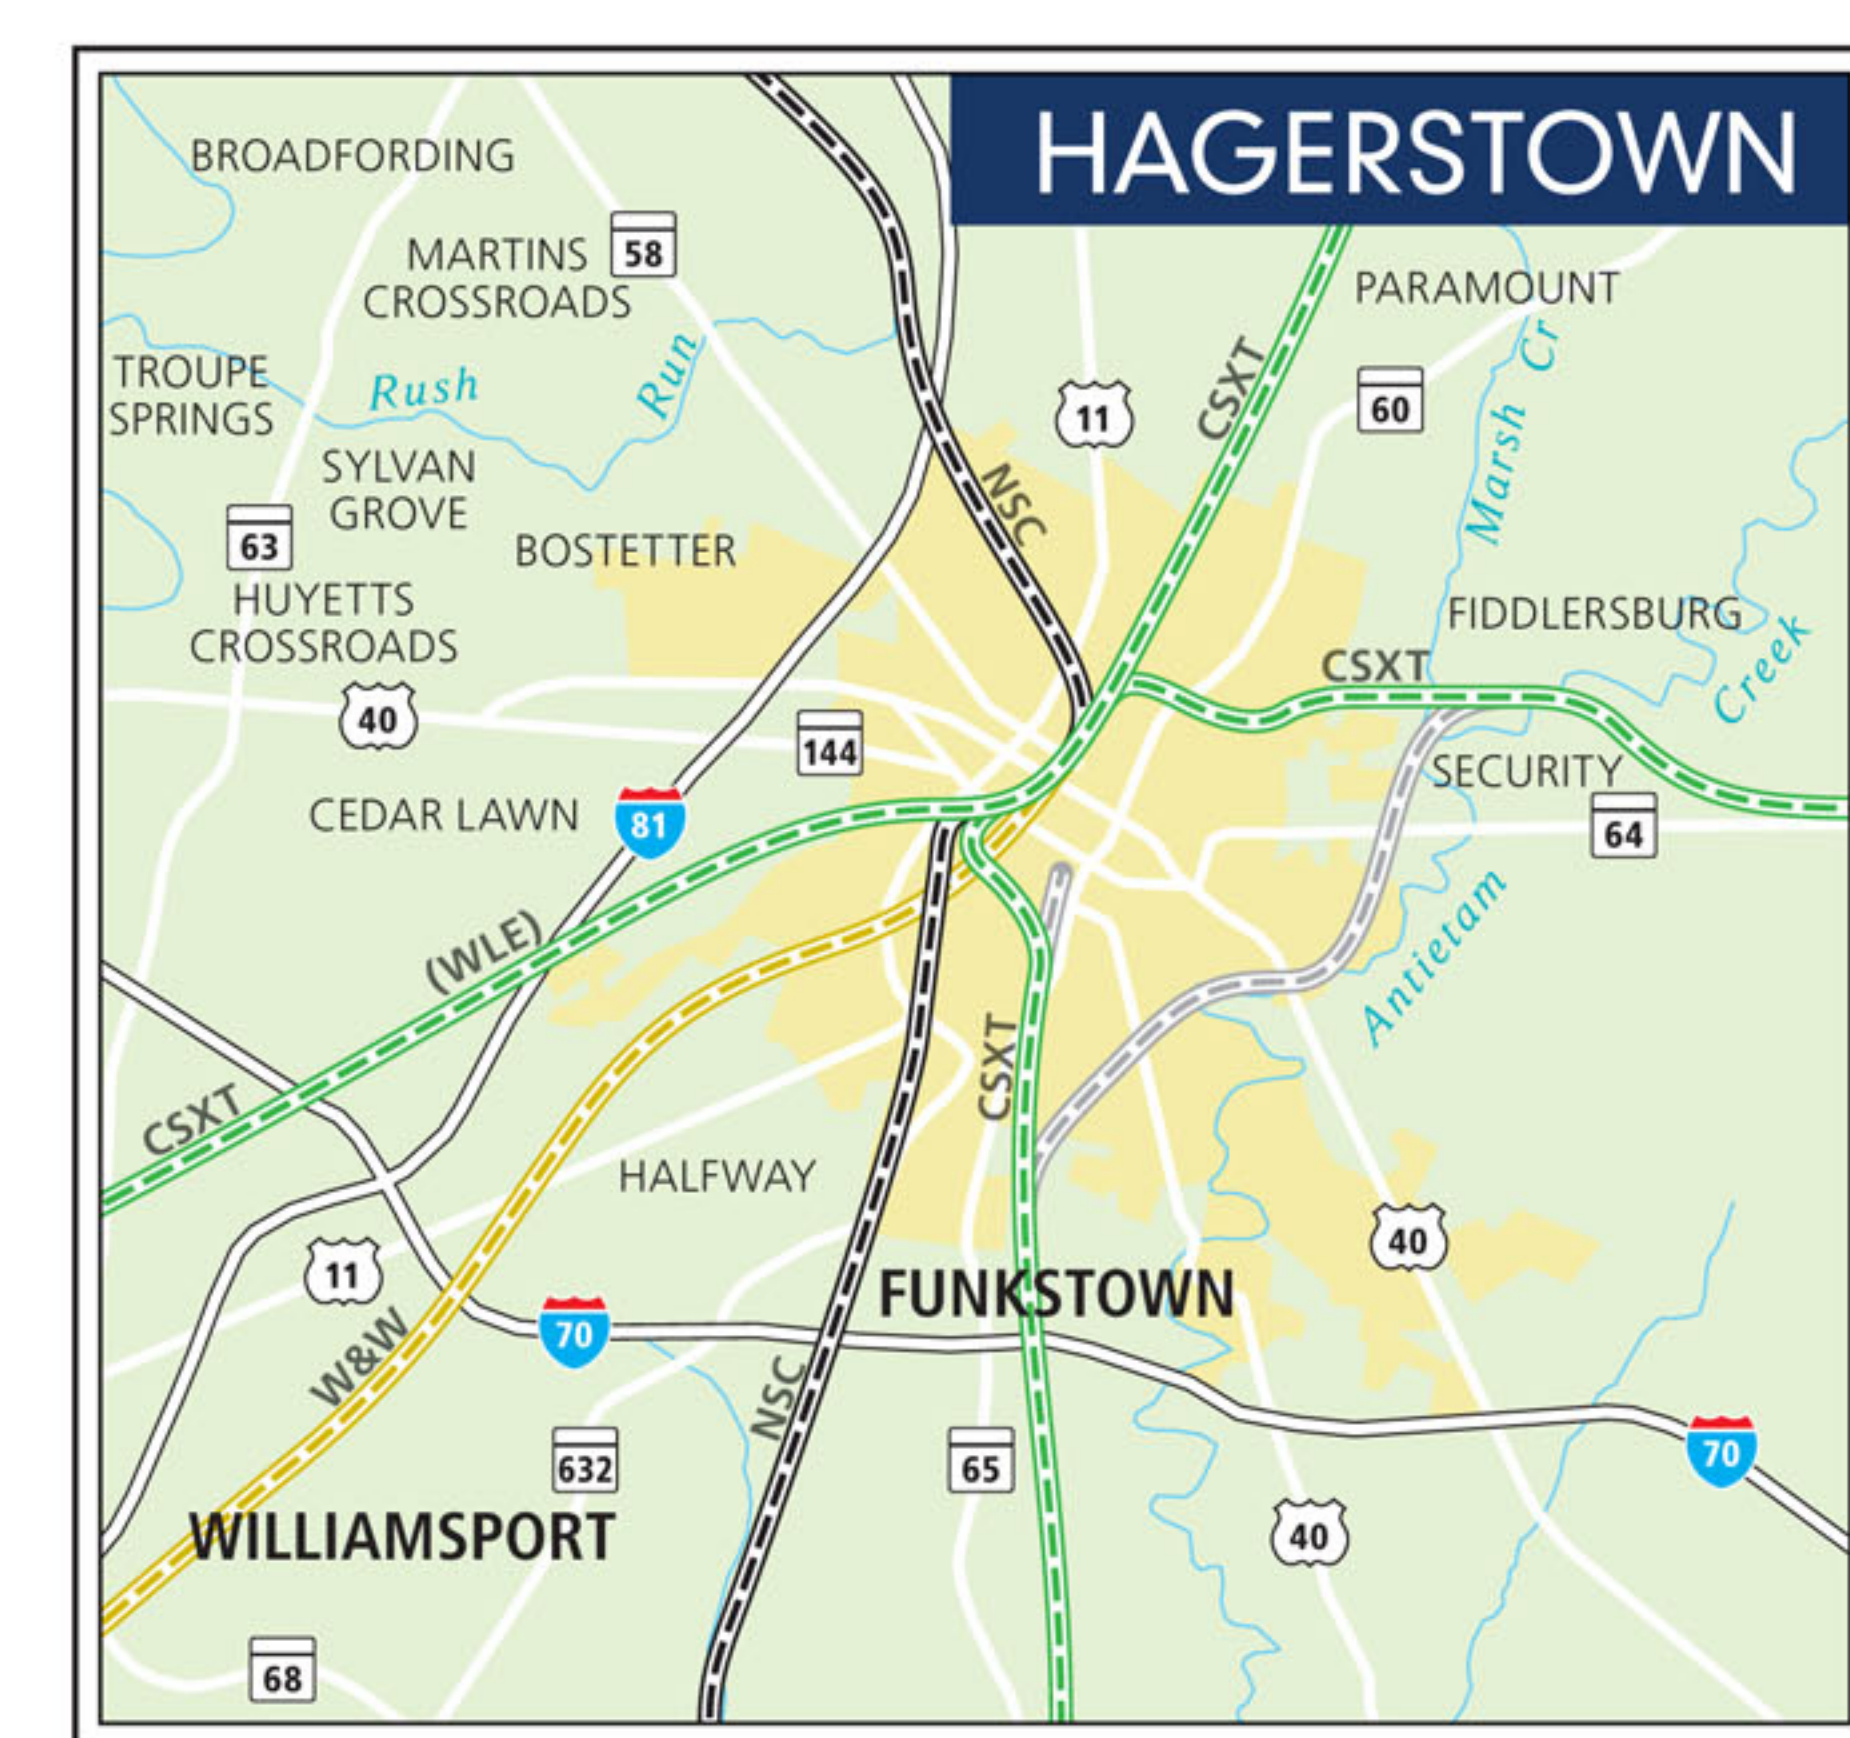 HAGERSTOWN
BROADFORDING
MARTINS
CROSSROADS
58
PARAMOUNT
TROUPE
SPRINGS
Rush
Run
11
CSXT
60
Marsh Cr
SYLVAN
GROVE
NSC
63
BOSTETTER
HUYETTS
CROSSROADS
FIDDLERSBURG
CSXT
Creek
40
144
SECURITY
CEDAR LAWN
81
64
(WLE)
Antietam
CSXT
CSXT
HALFWAY
40
11
FUNKSTOWN
70
W&W
NSC
632
65
70
WILLIAMSPORT
40
68